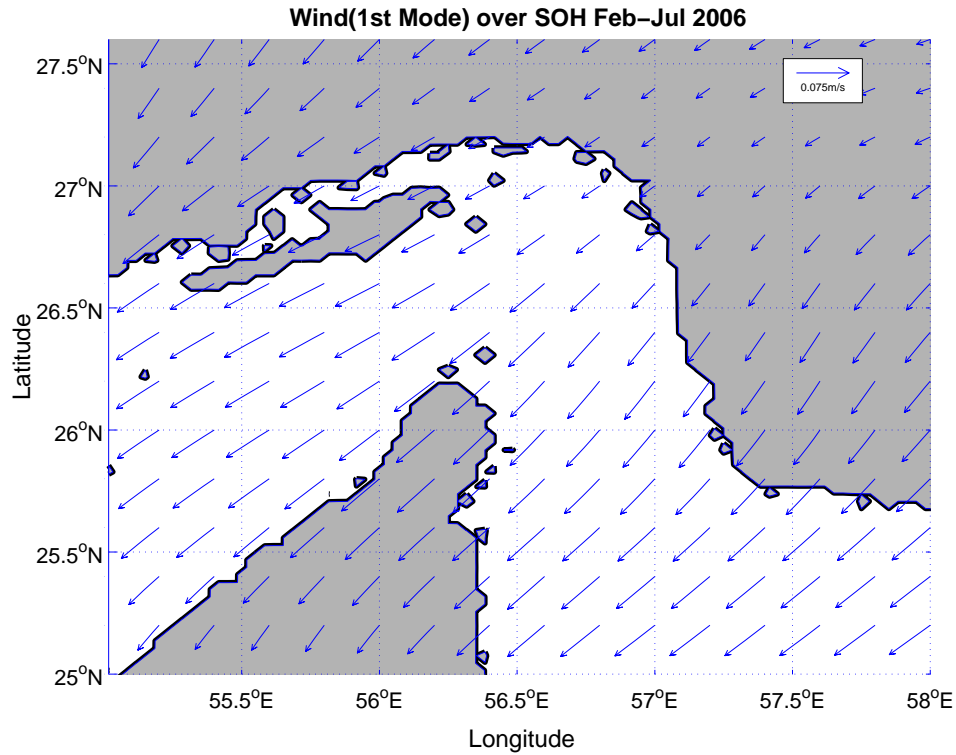 Wind(1st Mode) over SOH Feb−Jul 2006
27.5°N
0.075m/s
27°N
26.5°N
Latitude
26°N
25.5°N
25°N
55.5°E 56°E 56.5°E 57°E 57.5°E 58°E
Longitude